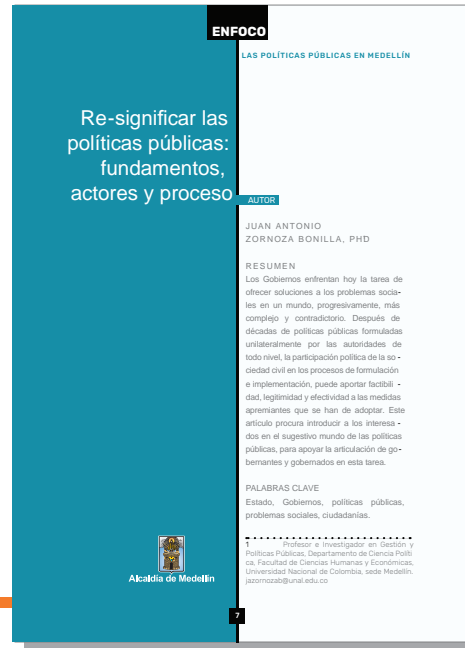 ENFOCO
LAS POLÍTICAS PÚBLICAS EN MEDELLÍN
Re-significar las
políticas públicas:
fundamentos,
actores y proceso
AUTOR
JUAN ANTONIO
ZORNOZA BONILLA, PHD
RESUMEN
Los Gobiernos enfrentan hoy la tarea de
ofrecer soluciones a los problemas socia-
les en un mundo, progresivamente, más
complejo y contradictorio. Después de
décadas de políticas públicas formuladas
unilateralmente por las autoridades de
todo nivel, la participación política de la so -
ciedad civil en los procesos de formulación
e implementación, puede aportar factibili -
dad, legitimidad y efectividad a las medidas
apremiantes que se han de adoptar. Este
artículo procura introducir a los interesa -
dos en el sugestivo mundo de las políticas
públicas, para apoyar la articulación de go-
bernantes y gobernados en esta tarea.
PALABRAS CLAVE
Estado, Gobiernos, políticas públicas,
problemas sociales, ciudadanías.
1 Profesor e Investigador en Gestión y
Políticas Públicas, Departamento de Ciencia Políti
ca, Facultad de Ciencias Humanas y Económicas,
Universidad Nacional de Colombia, sede Medellín.
jazornozab@unal.edu.co
Alcaldía de Medellín
7